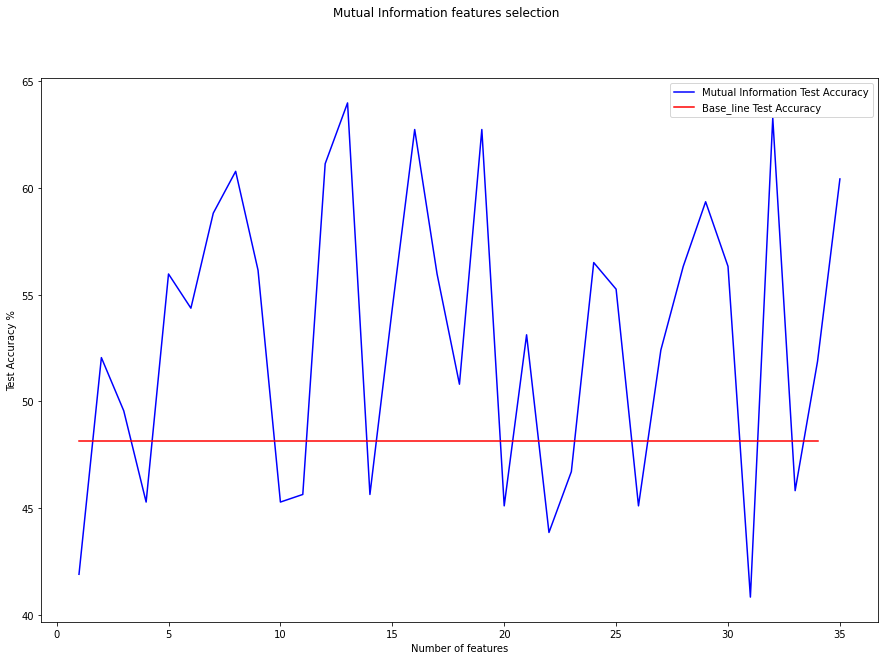 Mutual Information features selection
65
60
55
50
45
40
Test Accuracy %
Mutual Information Test Accuracy
Base_line Test Accuracy
0 5 10 15 20 25 30 35
Number of features